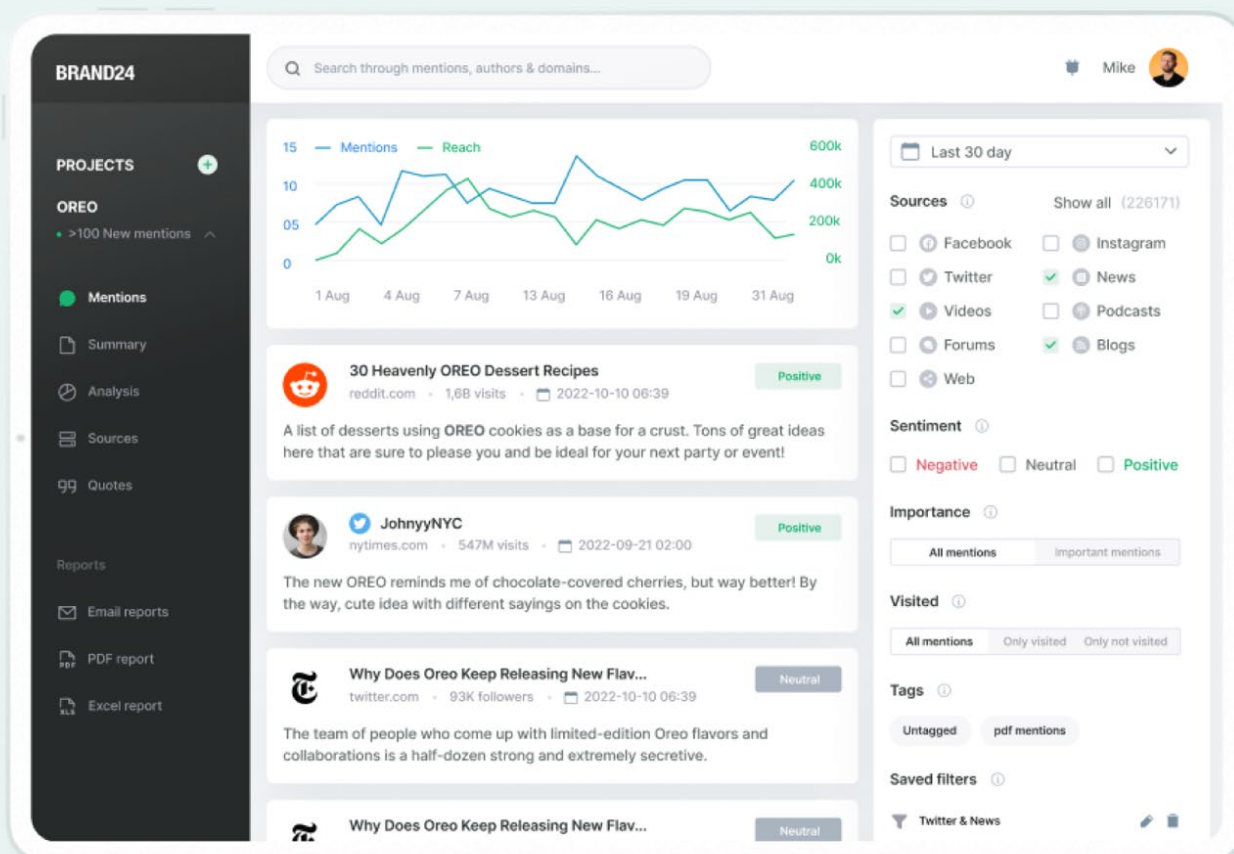 BRAND24
Search through mentions, authors & domains...
Mike
PROJECTS
OREO
>100 New mentions
Mentions
Summary
Analysis
Sources
Quotes
Reports
Email reports
PDF
PDF report
XLS
Excel report
Mentions
Reach
15
10
05
0
600k
400k
200k
0k
1 Aug
4 Aug
7 Aug
13 Aug
16 Aug
19 Aug
31 Aug
30 Heavenly OREO Dessert Recipes
Positive
reddit.com • 1,6B visits • 2022-10-10 06:39
A list of desserts using OREO cookies as a base for a crust. Tons of great ideas
here that are sure to please you and be ideal for your next party or event!
JohnyyNYC
Positive
nytimes.com • 547M visits • 2022-09-21 02:00
The new OREO reminds me of chocolate-covered cherries, but way better! By
the way, cute idea with different sayings on the cookies.
Why Does Oreo Keep Releasing New Flav...
Neutral
twitter.com • 93K followers • 2022-10-10 06:39
The team of people who come up with limited-edition Oreo flavors and
collaborations is a half-dozen strong and extremely secretive.
Why Does Oreo Keep Releasing New Flav...
Neutral
Last 30 day
Sources
Show all (226171)
Facebook
Instagram
Twitter
News
Videos
Podcasts
Forums
Blogs
Web
Sentiment
Negative
Neutral
Positive
Importance
All mentions
Important mentions
Visited
All mentions
Only visited
Only not visited
Tags
Untagged
pdf mentions
Saved filters
Twitter & News